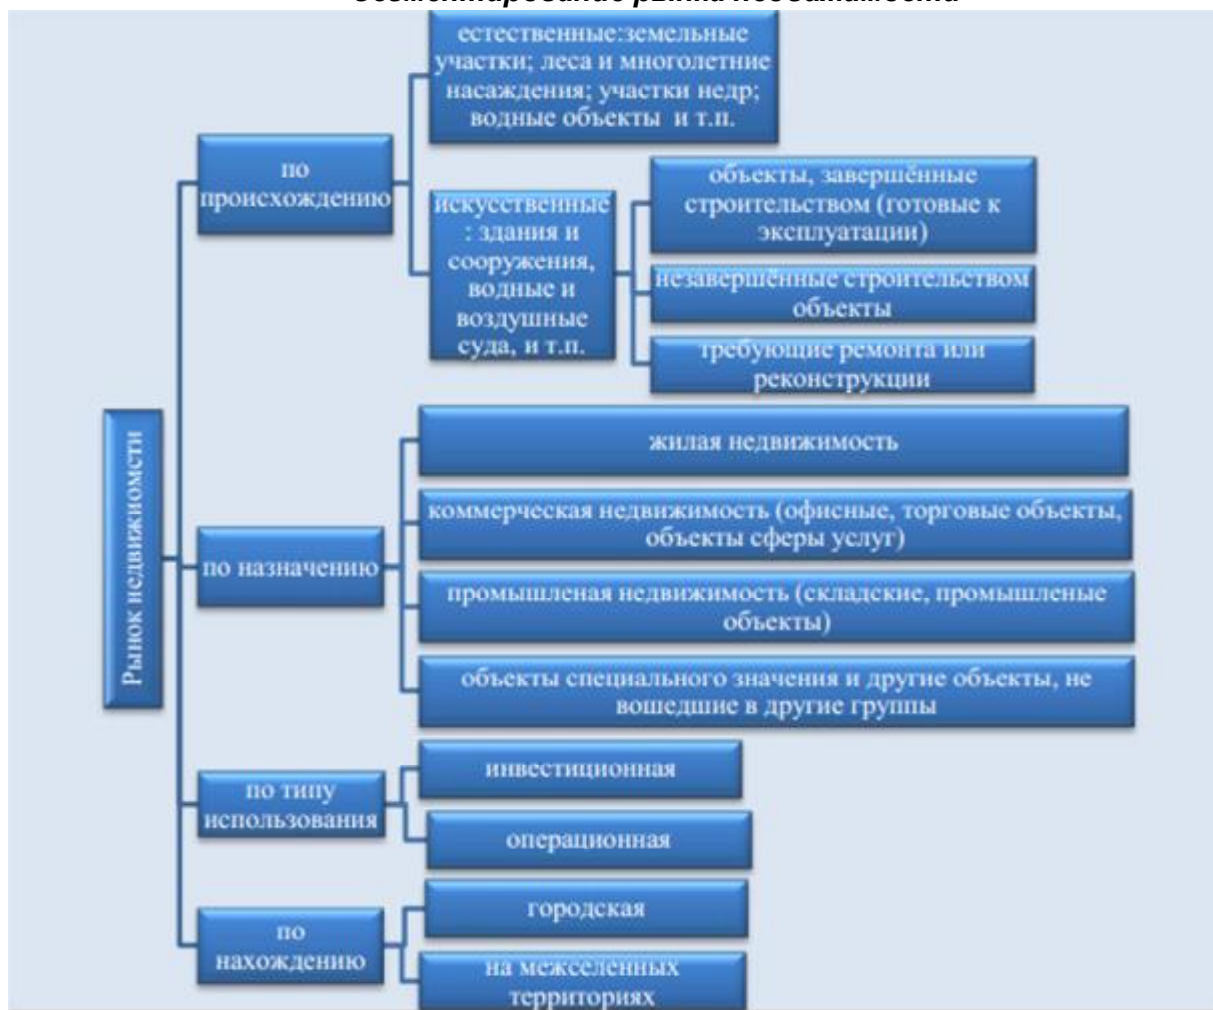 естественные:земельные
участки; леса и многолетние
насаждения; участки недр;
водные объекты и т.п.
по
происхождению
искусственные
: здания и
сооружения,
водные и
воздушные
суда, и т.п.
объекты, завершённые
строительством (готовые к
эксплуатации)
незавершённые строительством
объекты
требующие ремонта или
реконструкции
Рынок недвижиомсти
по назначению
жилая недвижимость
коммерческая недвижимость (офисные, торговые объекты,
объекты сферы услуг)
промышленая недвижимость (складские, промышленые
объекты)
объекты специального значения и другие объекты, не
вошедшие в другие группы
по типу
использования
инвестиционная
операционная
по
нахождению
городская
на межселенных
территориях